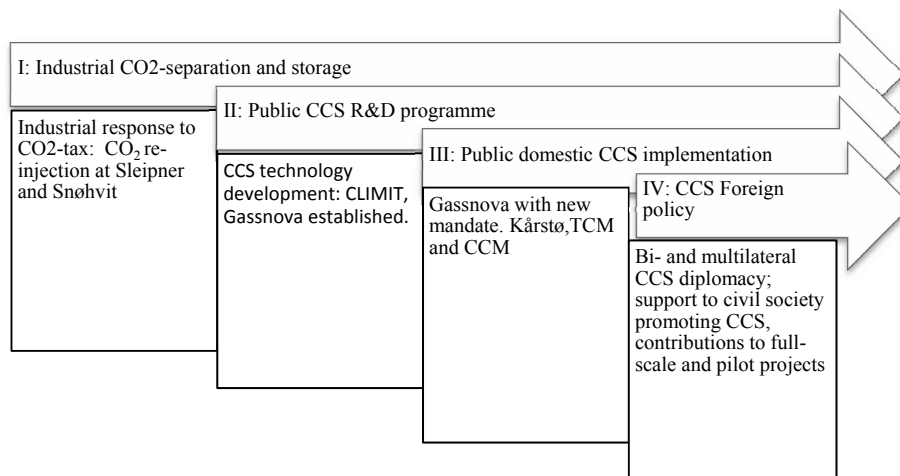 I: Industrial CO2-separation and storage
II: Public CCS R&D programme
Industrial response to
CO2-tax:  CO₂ re-
injection at Sleipner
and Snøhvit
III: Public domestic CCS implementation
CCS technology
development: CLIMIT,
Gassnova established.
IV: CCS Foreign
policy
Gassnova with new
mandate. Kårstø,TCM
and CCM
Bi- and multilateral
CCS diplomacy;
support to civil society
promoting CCS,
contributions to full-
scale and pilot projects